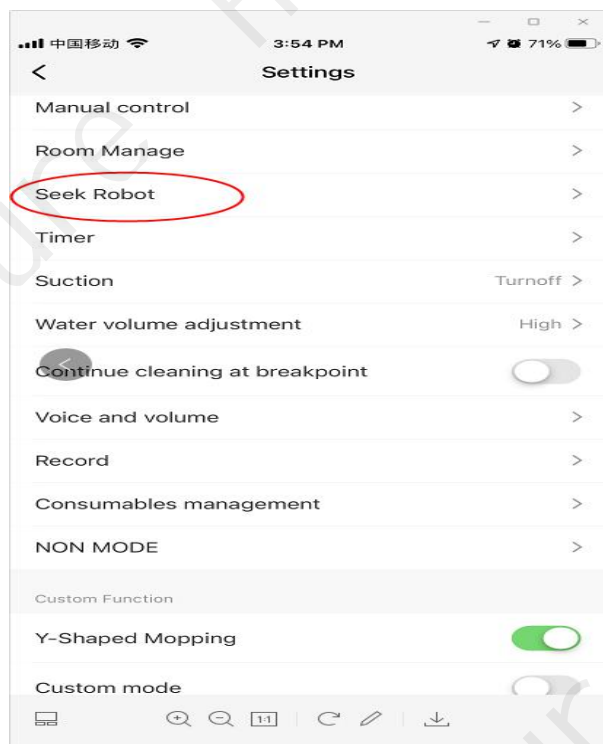 中国移动 3:54 PM 71%
Settings
Manual control
Room Manage
Seek Robot
Timer
Suction Turnoff
Water volume adjustment High
Continue cleaning at breakpoint
Voice and volume
Record
Consumables management
NON MODE
Custom Function
Y-Shaped Mopping
Custom mode
1:1